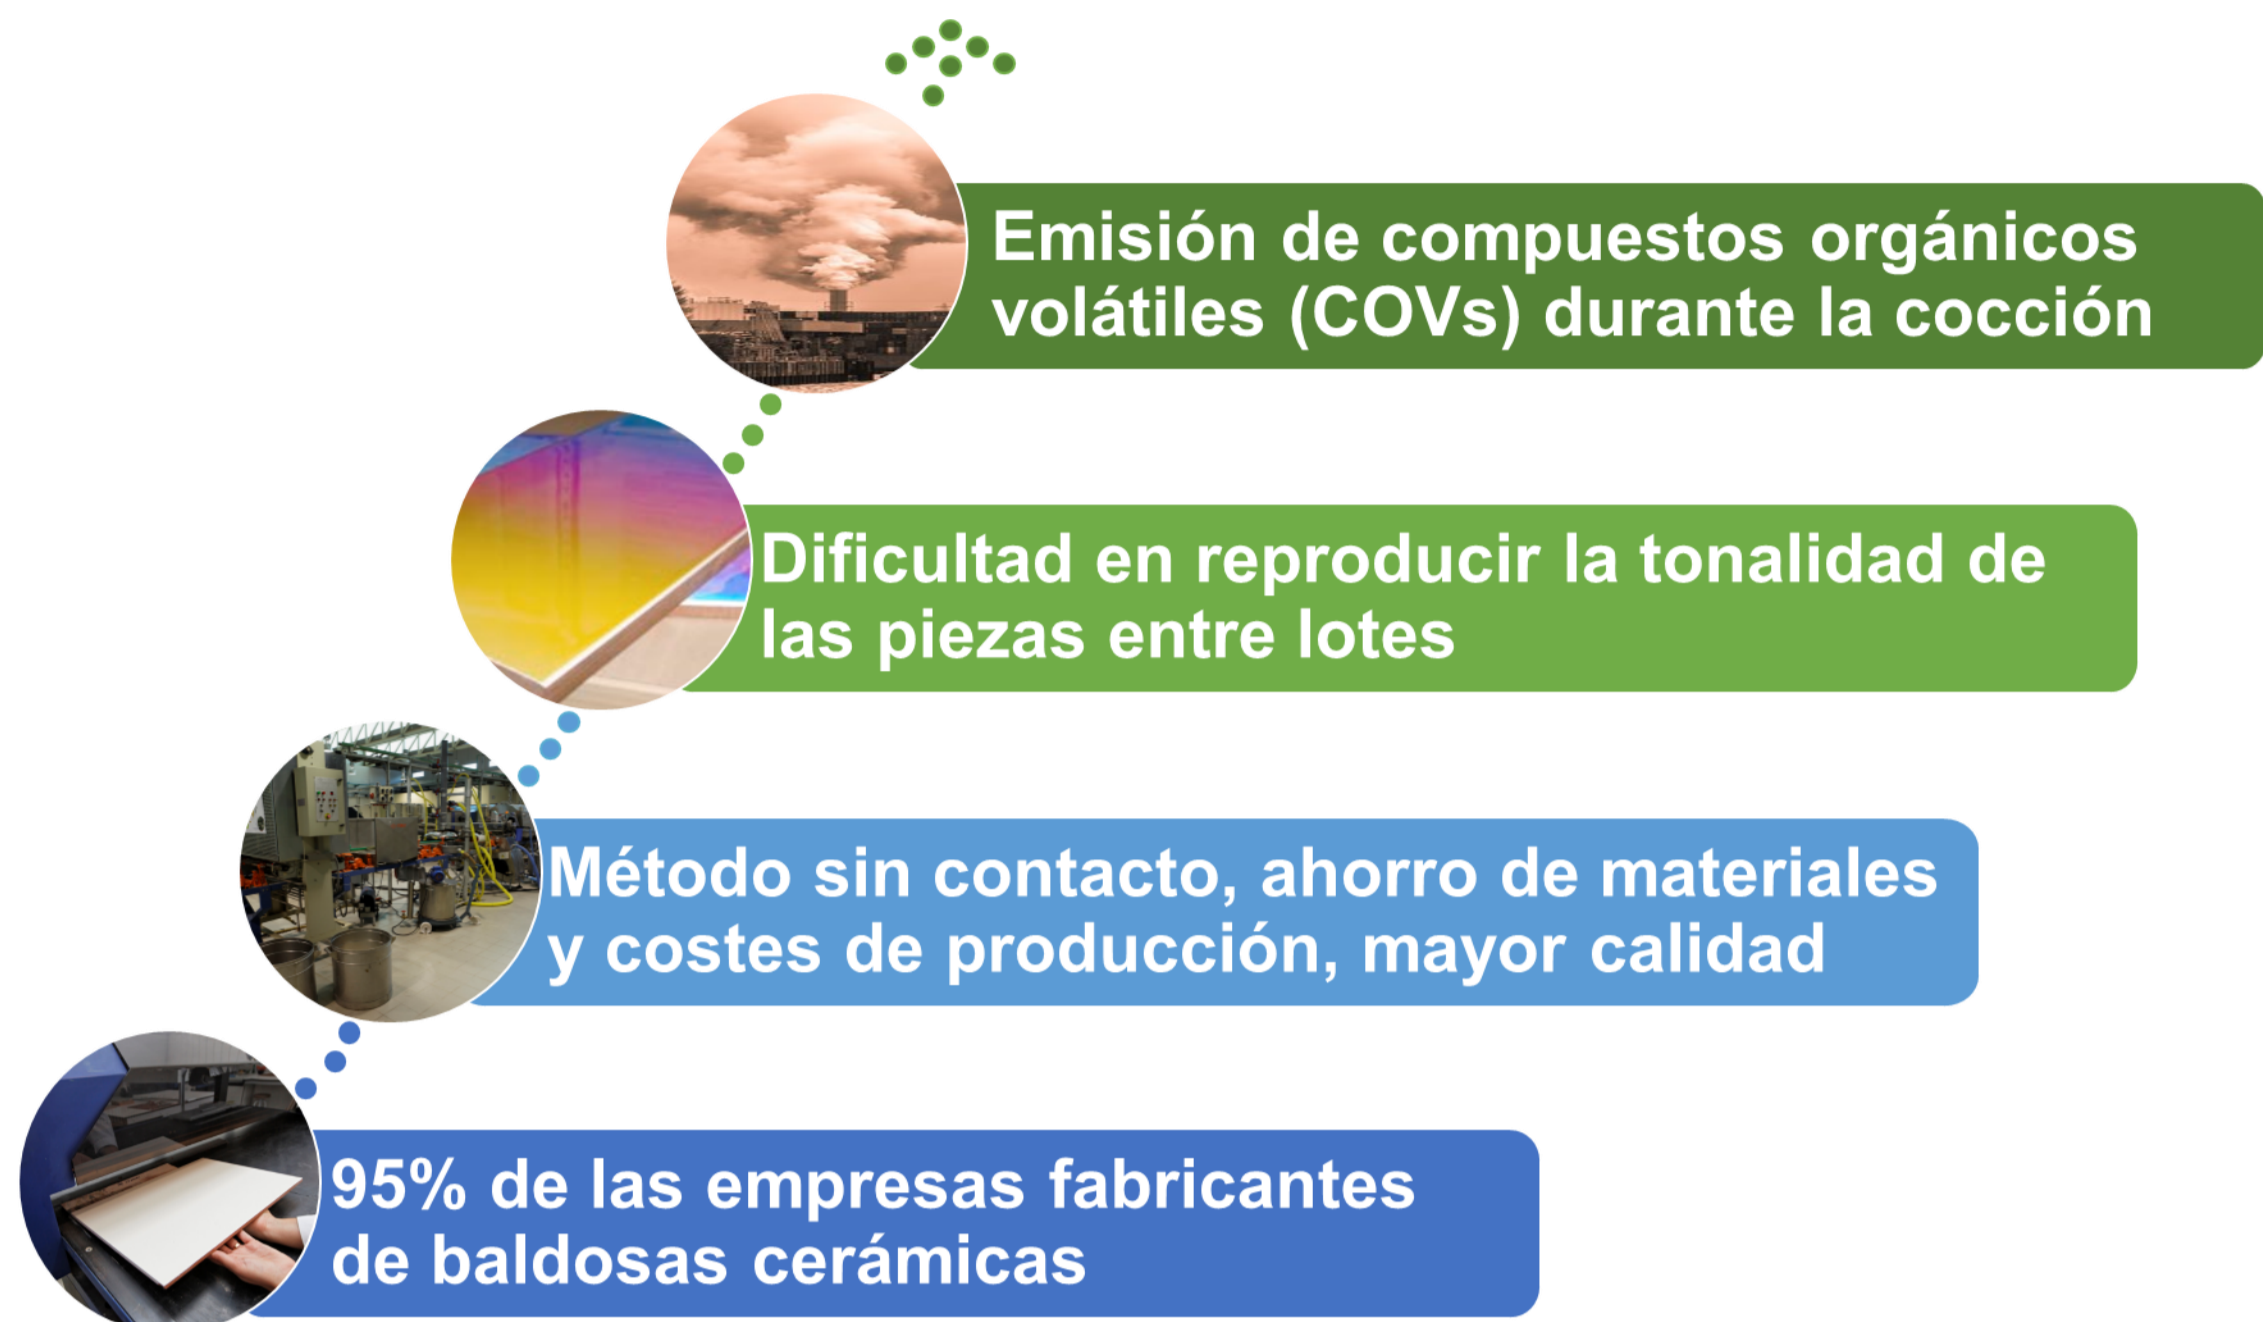 Emisión de compuestos orgánicos
volátiles (COVs) durante la cocción
Dificultad en reproducir la tonalidad de
las piezas entre lotes
Método sin contacto, ahorro de materiales
y costes de producción, mayor calidad
95% de las empresas fabricantes
de baldosas cerámicas